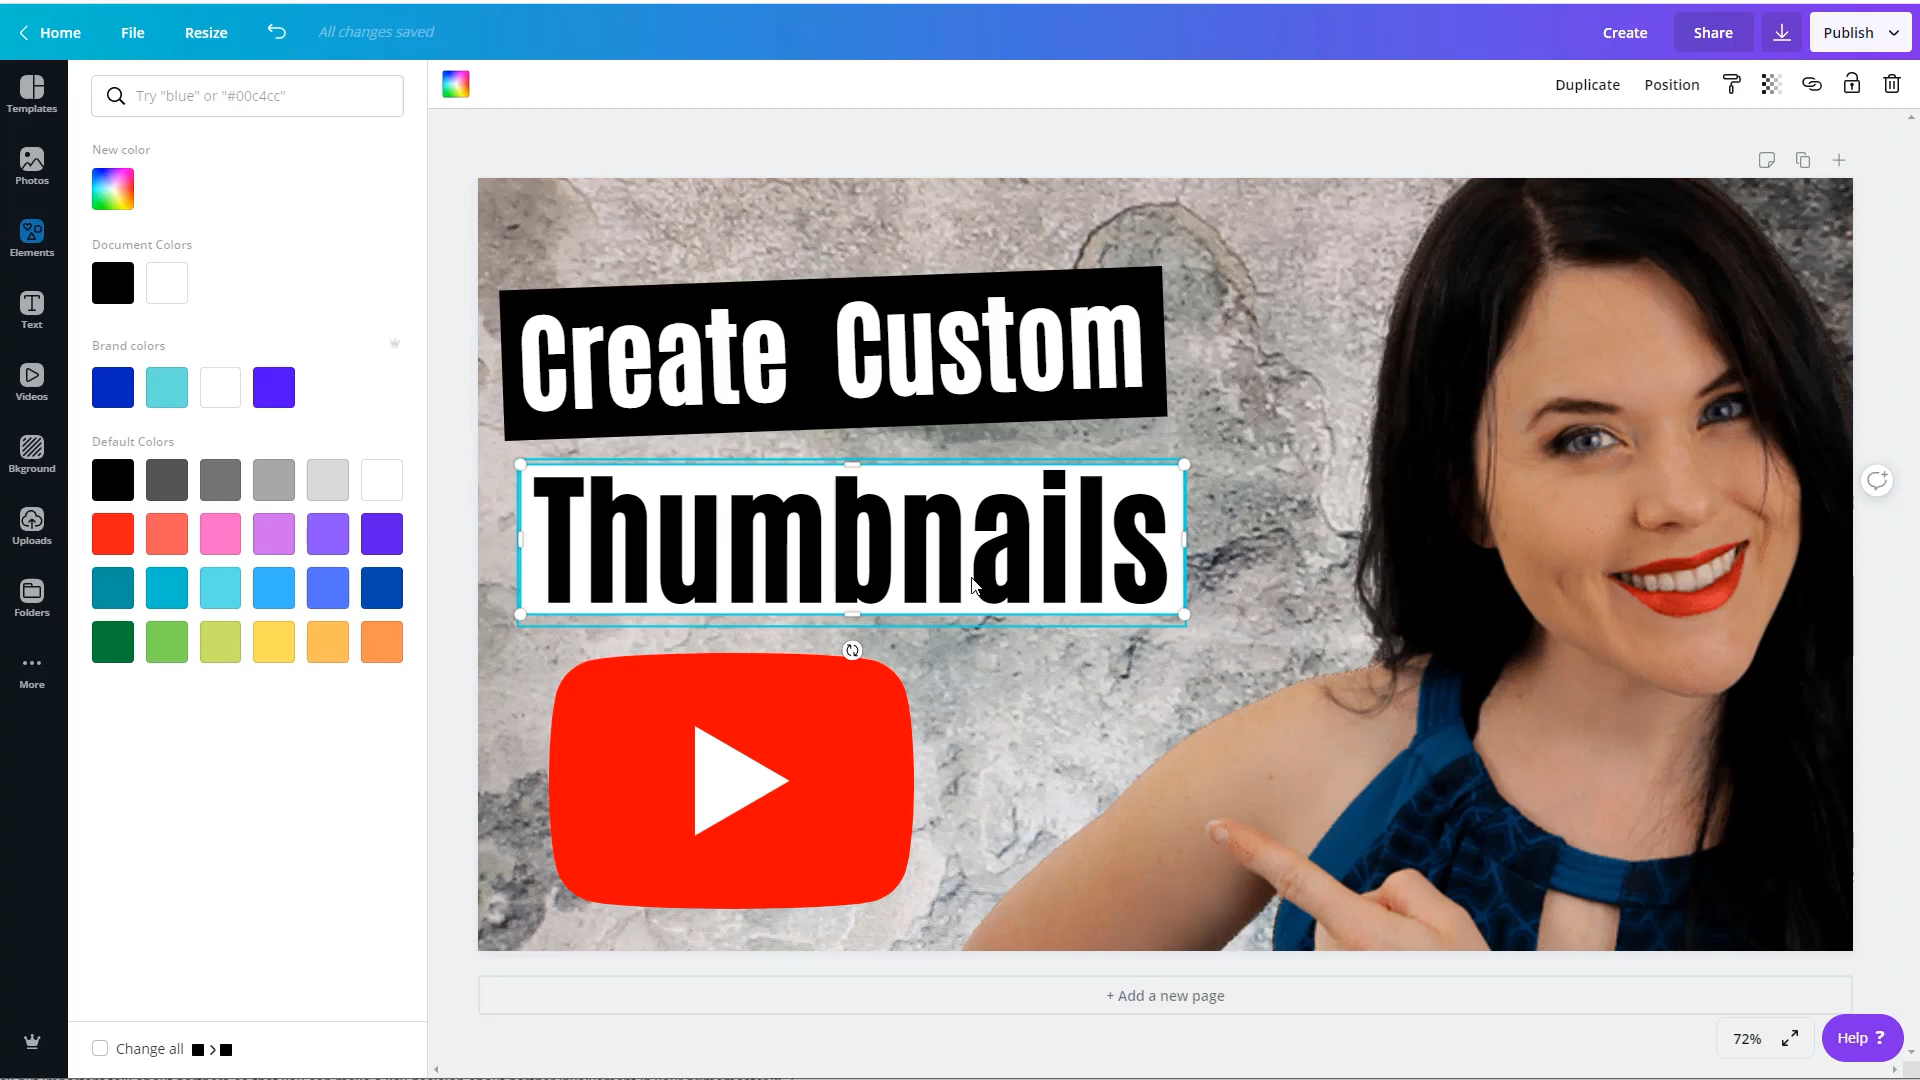 Home File Resize All changes saved Create Share Publish
Try "blue" or "#00c4cc"
Duplicate Position
Templates
New color
Photos
Elements
Document Colors
Text
Brand colors
Videos
Default Colors
Bkground
Uploads
Folders
More
Create Custom
Thumbnails
+ Add a new page
Change all
72%
Help ?